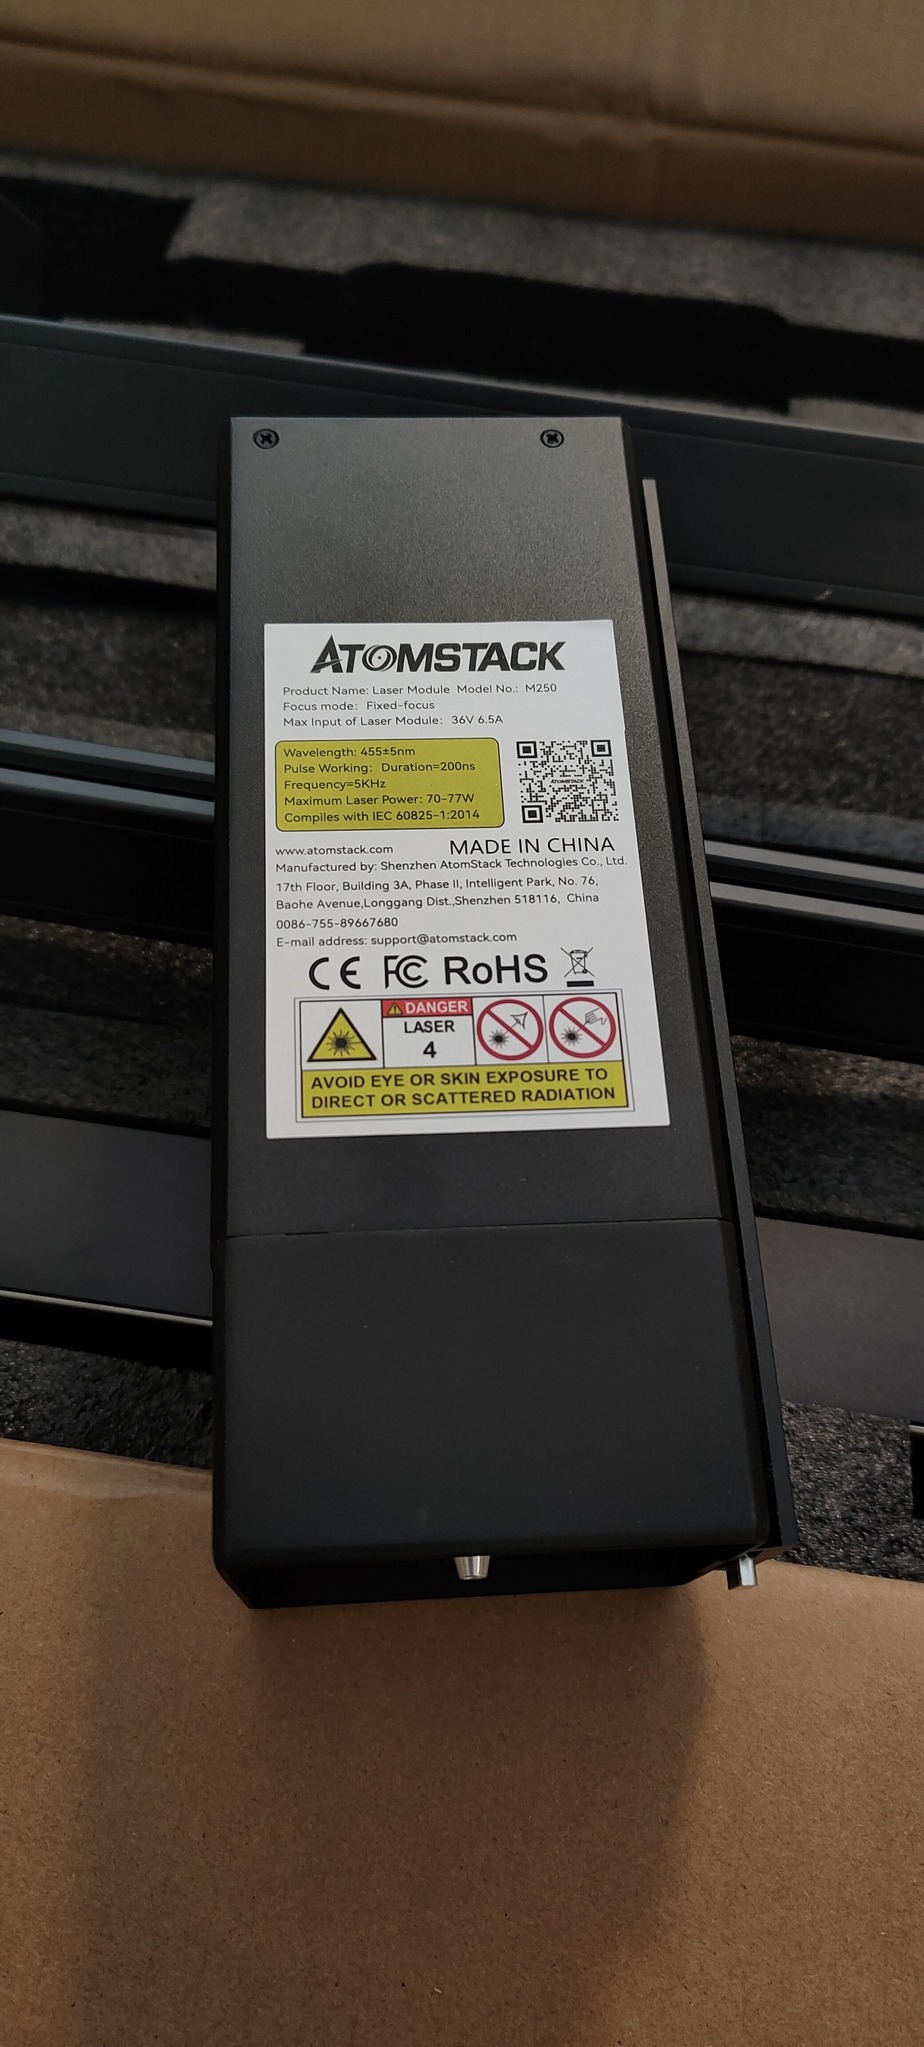 ATOMSTACK
Product Name: Laser Module Model No.: M250
Focus mode: Fixed-focus
Max Input of Laser Module: 36V 6.5A
Wavelength: 455±5nm
Pulse Working: Duration=200ns
Frequency=5KHz
Maximum Laser Power: 70-77W
Compiles with IEC 60825-1:2014
ATOMSTACK
www.atomstack.com MADE IN CHINA
Manufactured by: Shenzhen AtomStack Technologies Co., Ltd.
17th Floor, Building 3A, Phase II, Intelligent Park, No. 76,
Baohe Avenue,Longgang Dist.,Shenzhen 518116, China
0086-755-89667680
E-mail address: support@atomstack.com
CE FC RoHS
DANGER
LASER
4
AVOID EYE OR SKIN EXPOSURE TO
DIRECT OR SCATTERED RADIATION